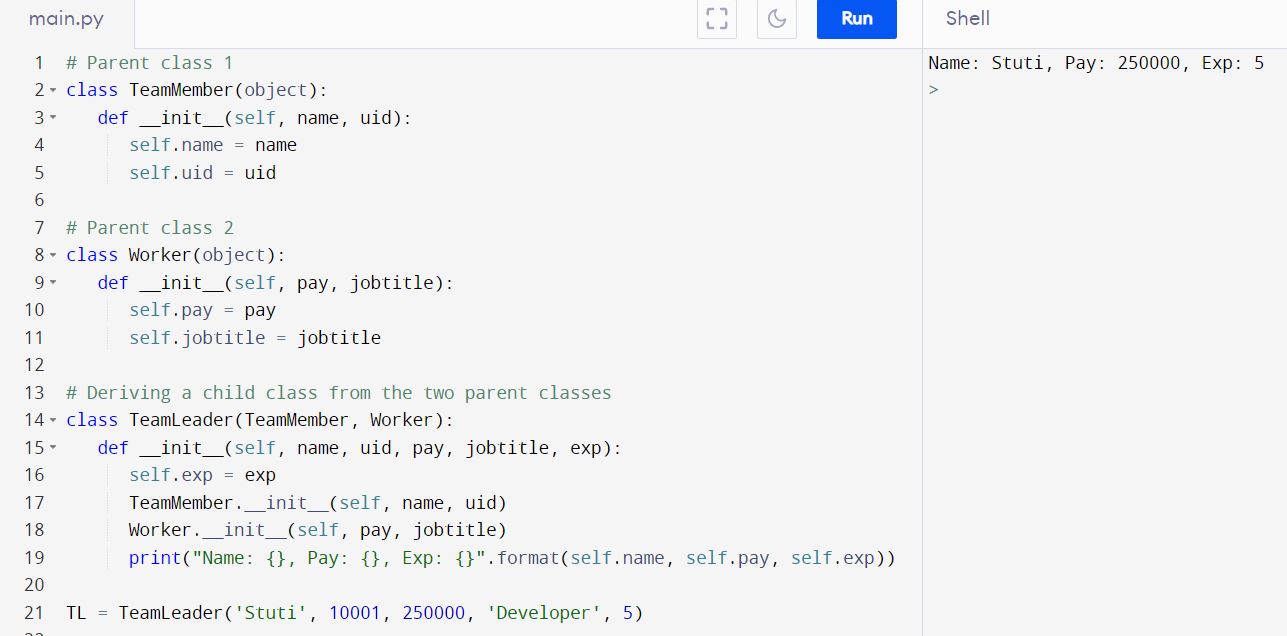 main.py Run Shell
1 # Parent class 1
2 class TeamMember(object):
3 def __init__(self, name, uid):
4 self.name = name
5 self.uid = uid
6
7 # Parent class 2
8 class Worker(object):
9 def __init__(self, pay, jobtitle):
10 self.pay = pay
11 self.jobtitle = jobtitle
12
13 # Deriving a child class from the two parent classes
14 class TeamLeader(TeamMember, Worker):
15 def __init__(self, name, uid, pay, jobtitle, exp):
16 self.exp = exp
17 TeamMember.__init__(self, name, uid)
18 Worker.__init__(self, pay, jobtitle)
19 print("Name: {}, Pay: {}, Exp: {}".format(self.name, self.pay, self.exp))
20
21 TL = TeamLeader('Stuti', 10001, 250000, 'Developer', 5)
Name: Stuti, Pay: 250000, Exp: 5
>